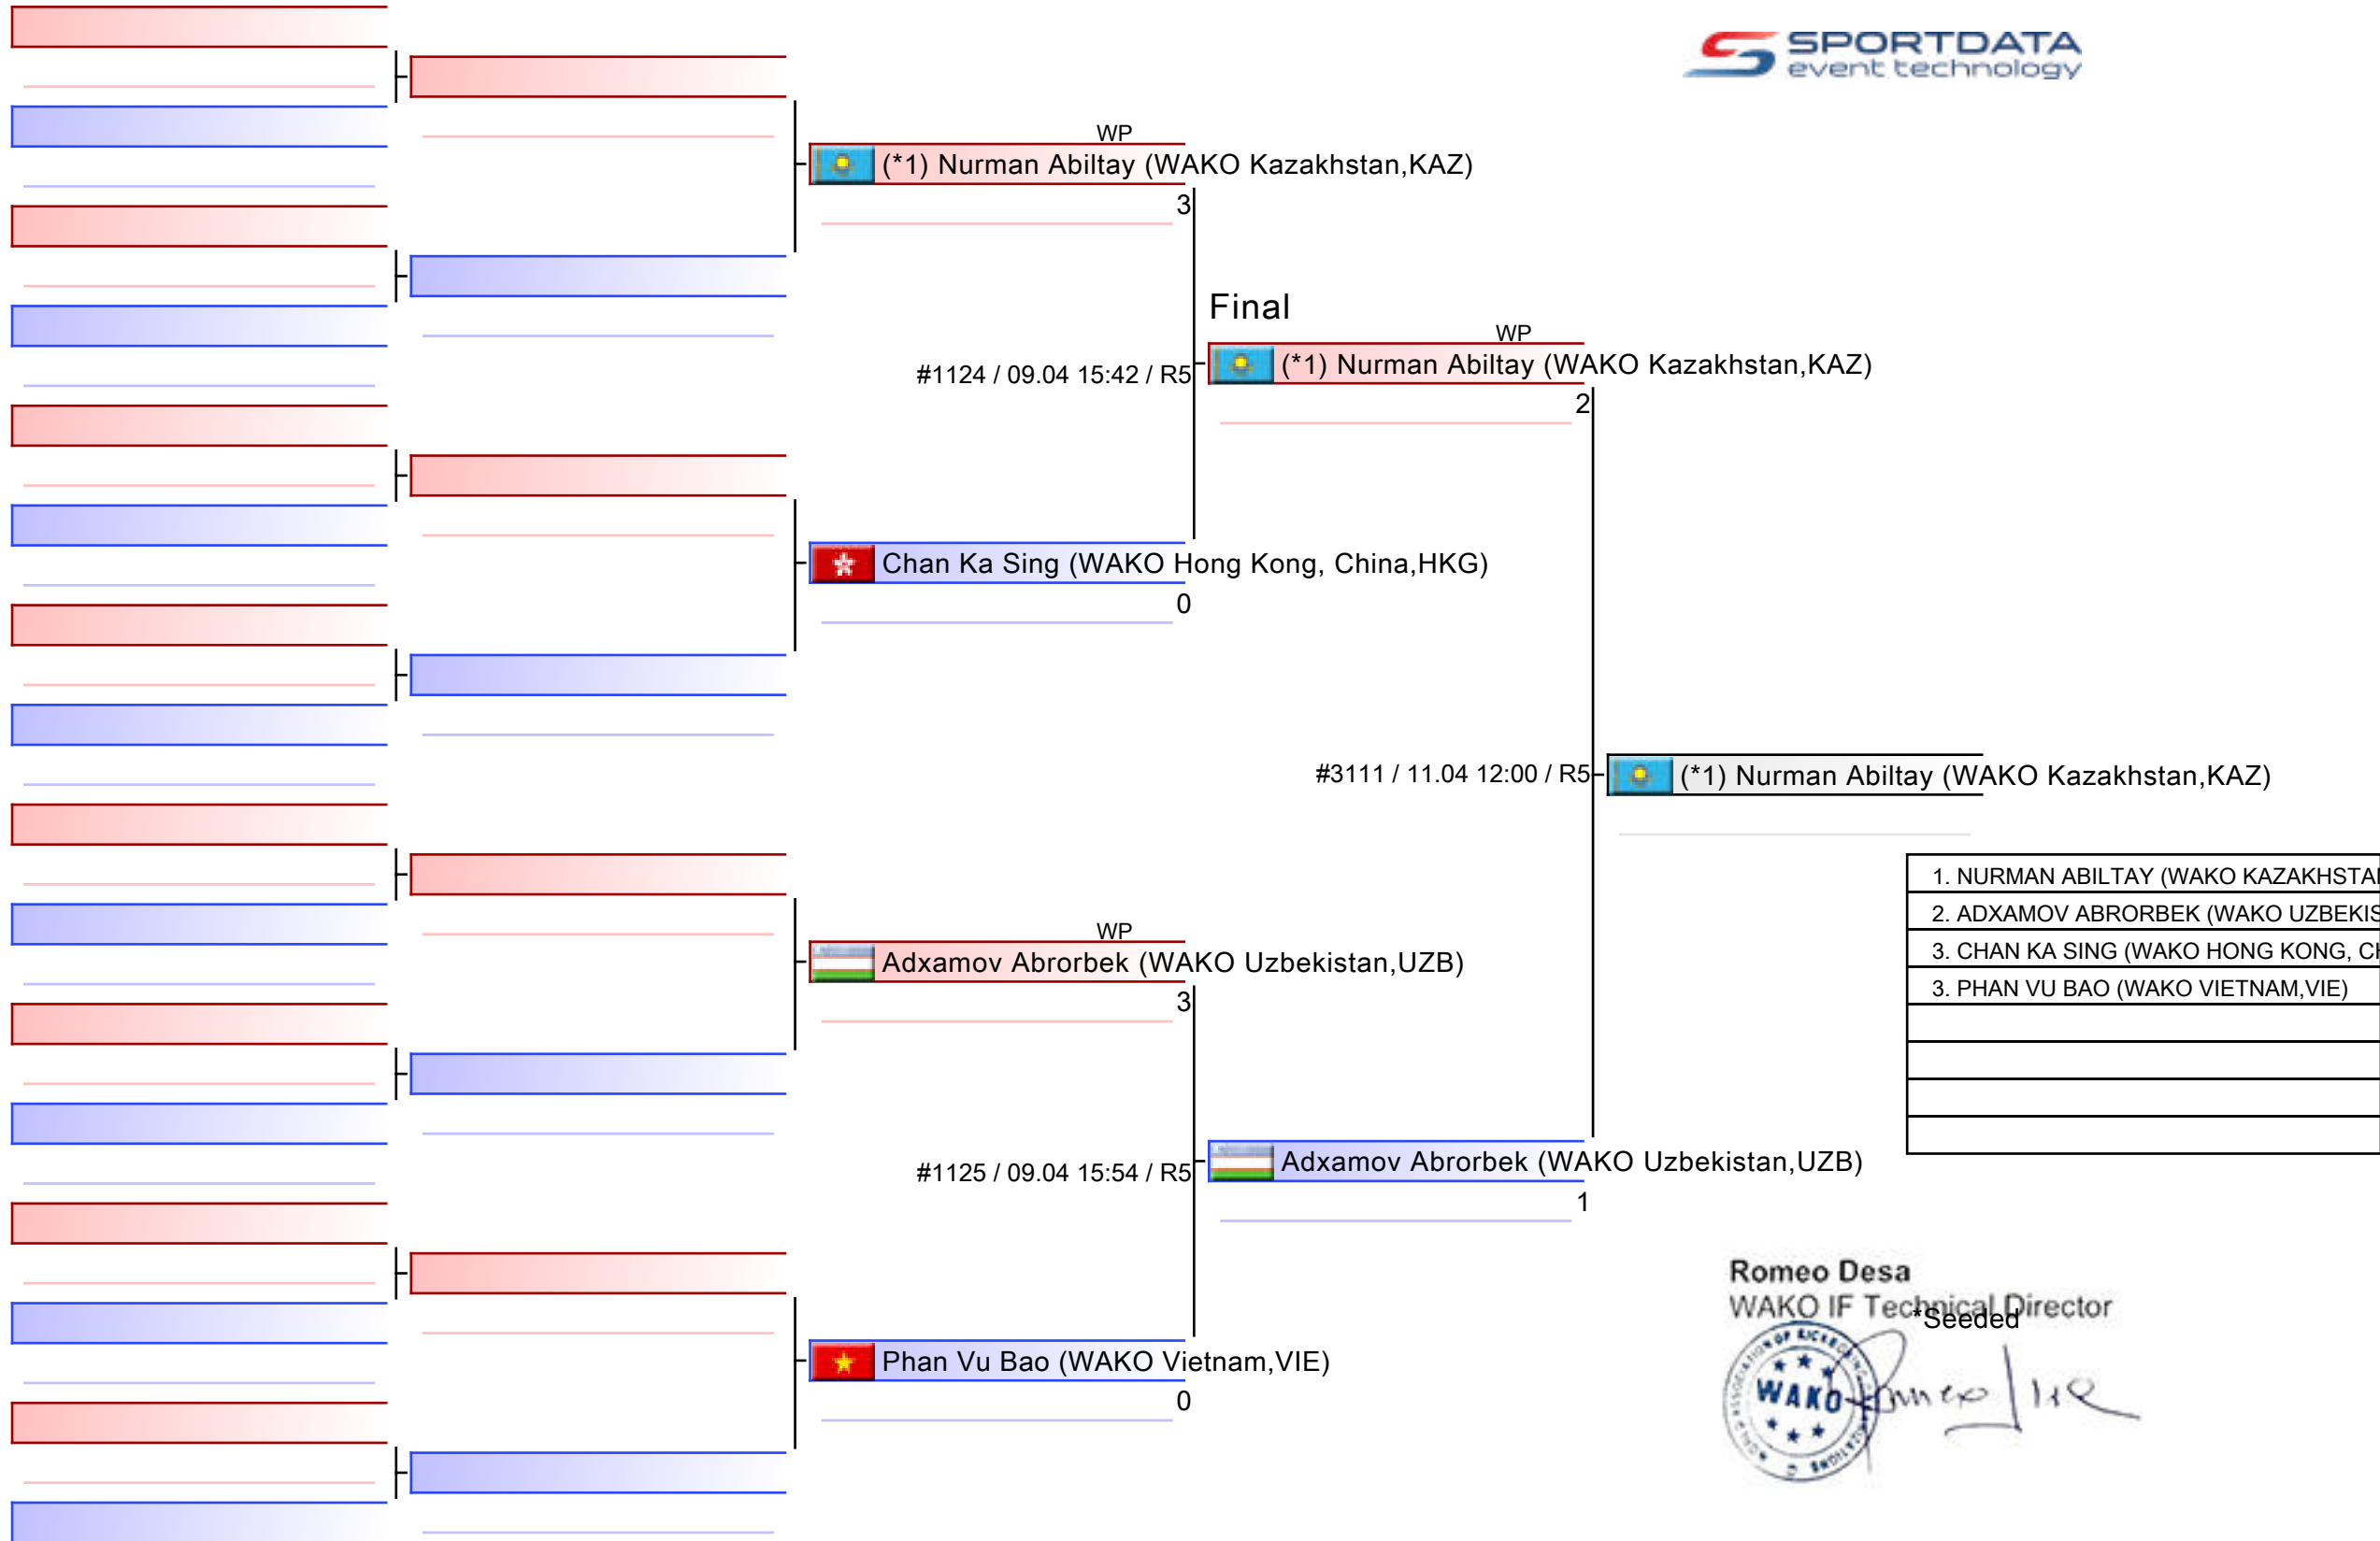 SPORTDATA
event technology
WP
(*1) Nurman Abiltay (WAKO Kazakhstan,KAZ)
3
Final
WP
#1124 / 09.04 15:42 / R5
(*1) Nurman Abiltay (WAKO Kazakhstan,KAZ)
2
Chan Ka Sing (WAKO Hong Kong, China,HKG)
0
#3111 / 11.04 12:00 / R5
(*1) Nurman Abiltay (WAKO Kazakhstan,KAZ)
1. NURMAN ABILTAY (WAKO KAZAKHSTAN
2. ADXAMOV ABRORBEK (WAKO UZBEKIS
3. CHAN KA SING (WAKO HONG KONG, CH
3. PHAN VU BAO (WAKO VIETNAM,VIE)
WP
Adxamov Abrorbek (WAKO Uzbekistan,UZB)
3
#1125 / 09.04 15:54 / R5
Adxamov Abrorbek (WAKO Uzbekistan,UZB)
1
Phan Vu Bao (WAKO Vietnam,VIE)
0
Romeo Desa
WAKO IF Technical Director
*Seeded
WAKO